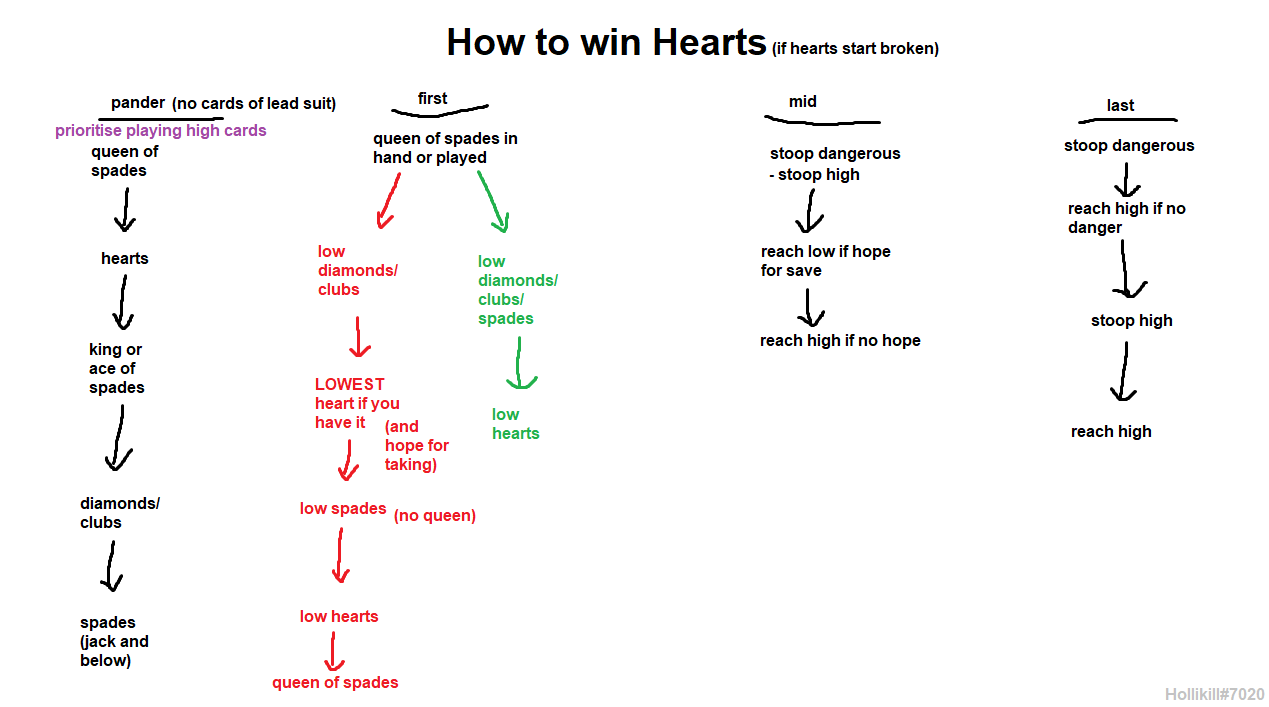 How to win Hearts (if hearts start broken)
pander (no cards of lead suit)
prioritise playing high cards
queen of
spades
hearts
king or
ace of
spades
diamonds/
clubs
spades
(jack and
below)
first
queen of spades in
hand or played
low
diamonds/
clubs
LOWEST
heart if you
have it
(and
hope for
taking)
low spades (no queen)
low hearts
queen of spades
low
diamonds/
clubs/
spades
low
hearts
mid
stoop dangerous
- stoop high
reach low if hope
for save
reach high if no hope
last
stoop dangerous
reach high if no
danger
stoop high
reach high
Hollikill#7020